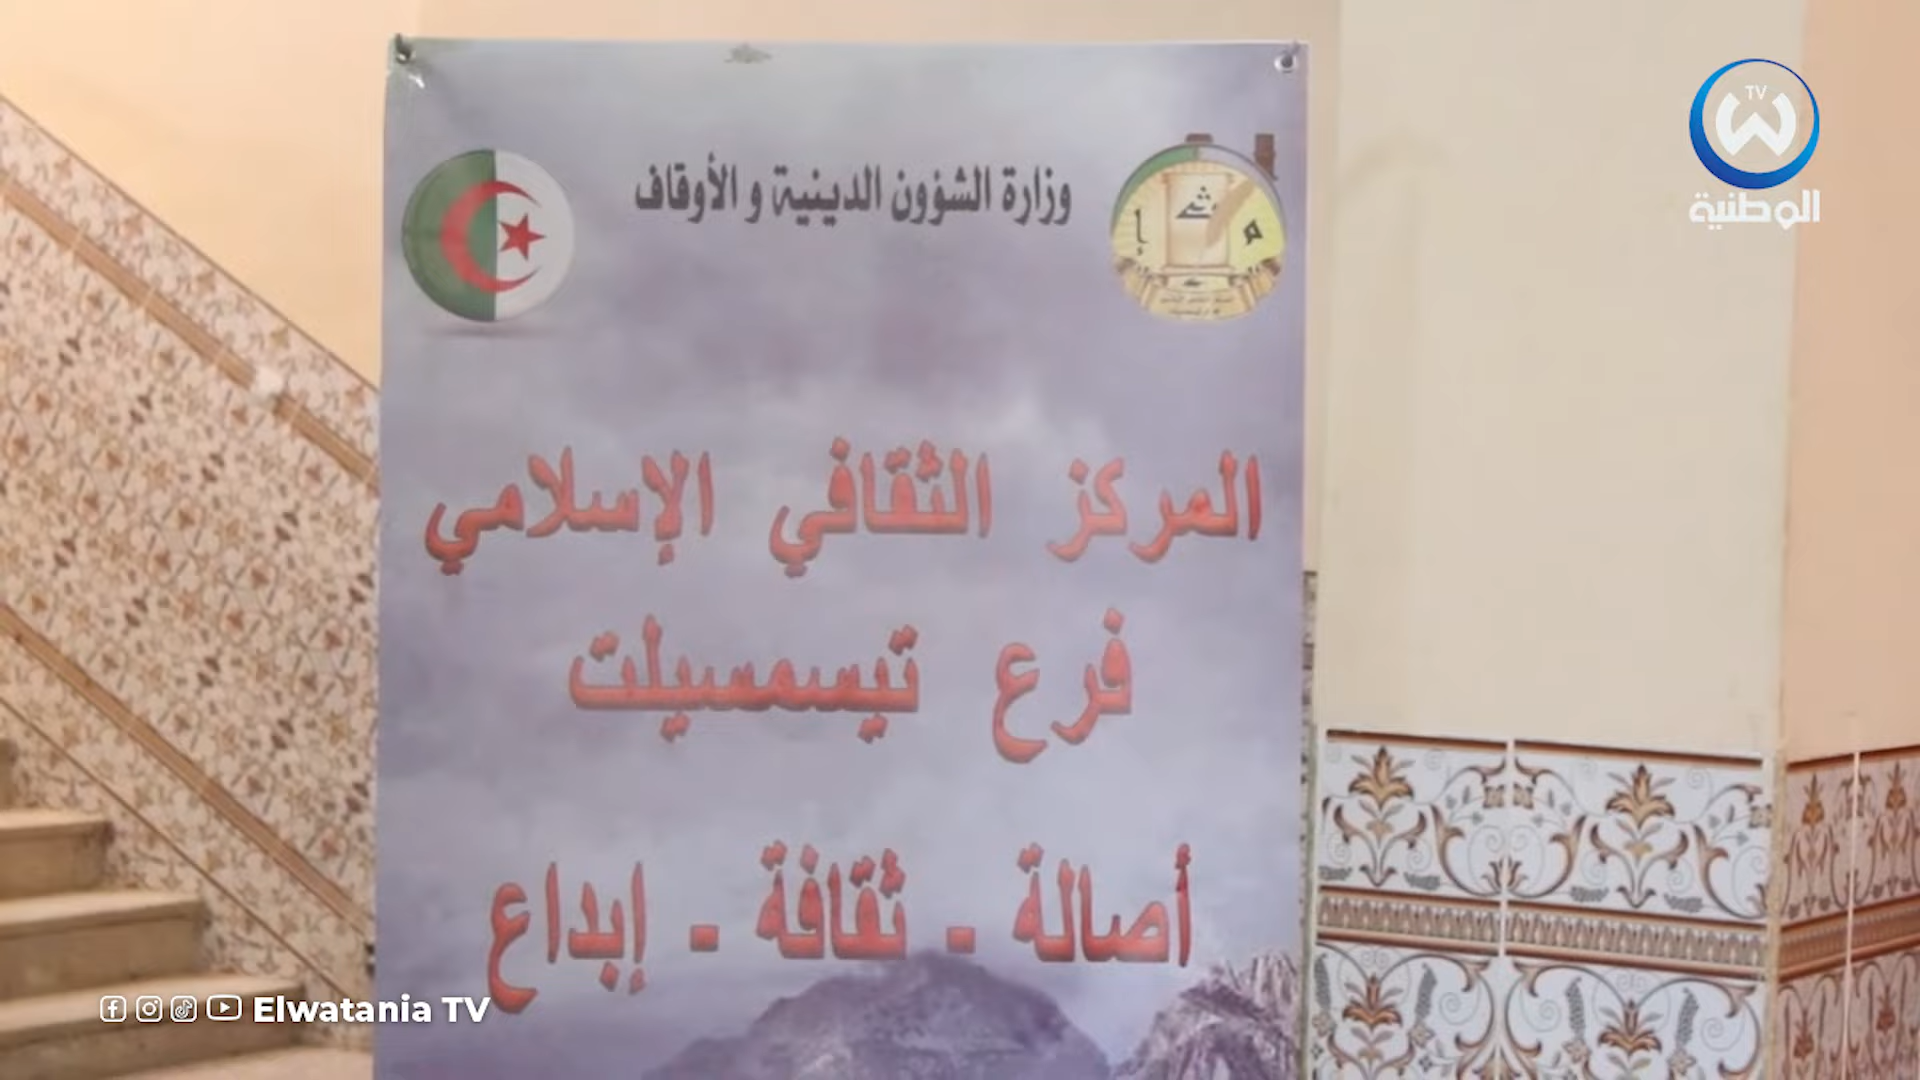 TV
الوطنية
وزارة الشؤون الدينية و الأوقاف
م ث إ
المركز الثقافي الإسلامي
فرع تيسمسيلت
أصالة - ثقافة - إبداع
Elwatania TV